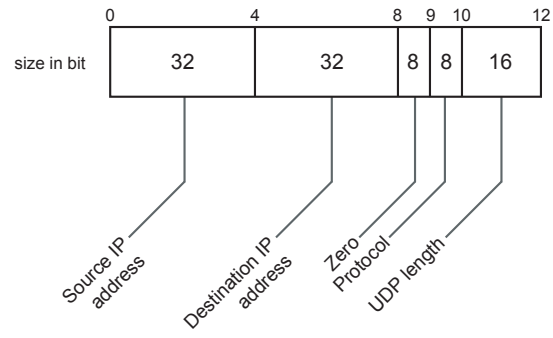 0 4 8 9 10 12
size in bit 32 32 8 8 16
Source IP
address
Destination IP
address
Zero
Protocol
UDP length